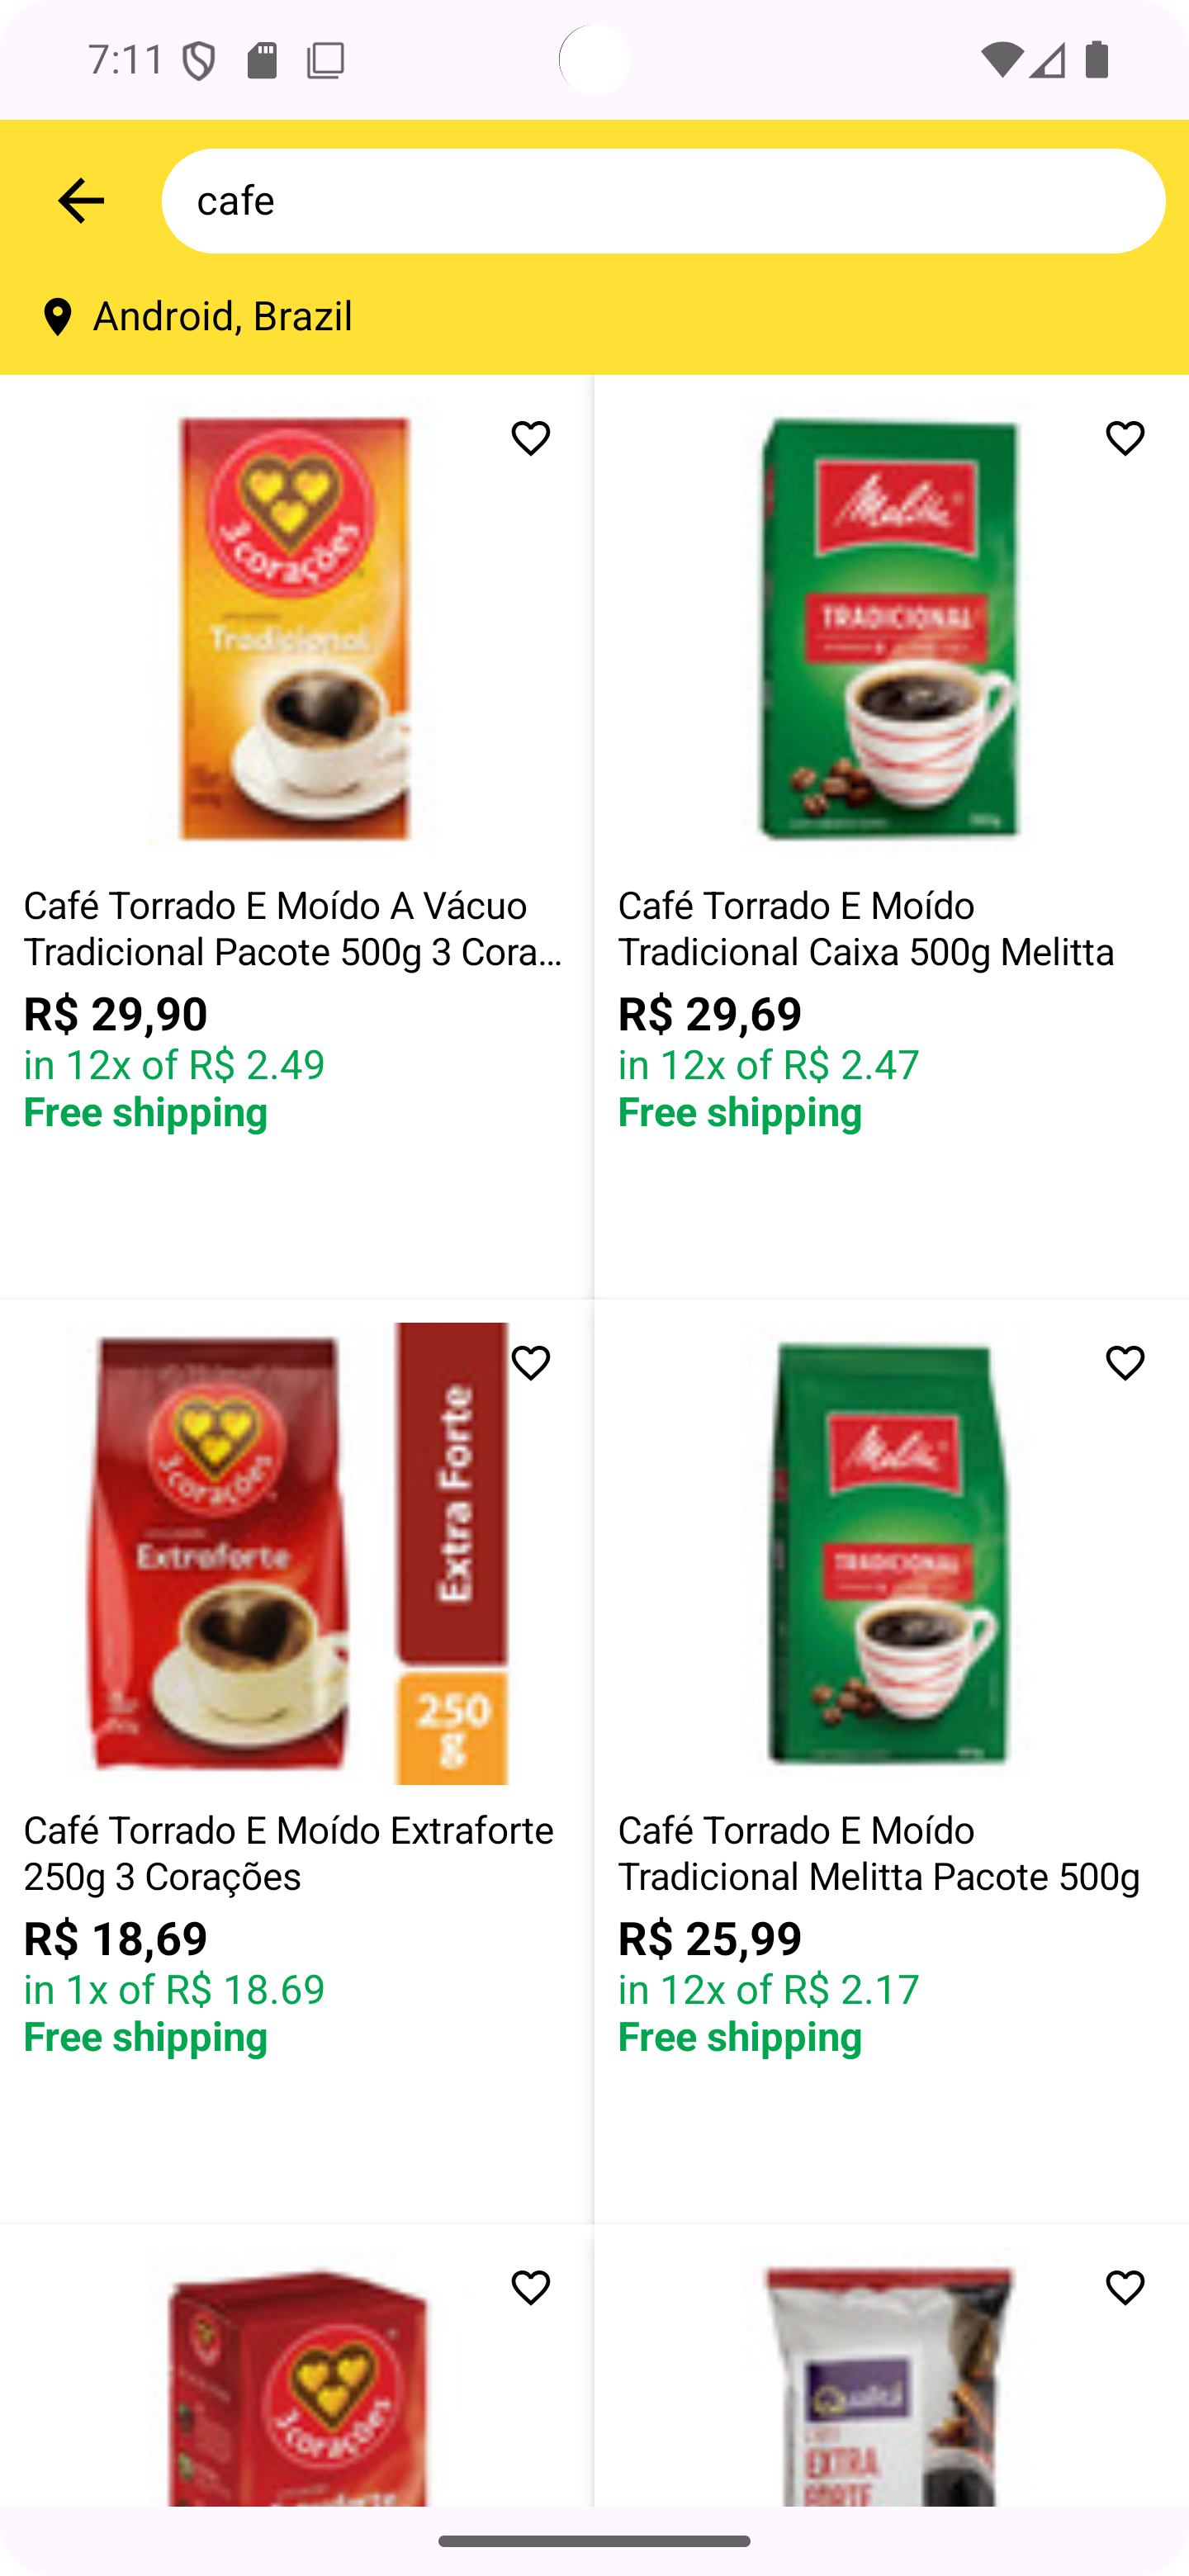 7:11
cafe
Android, Brazil
3 corações
Tradicional
Melitta
TRADICIONAL
Café Torrado E Moído A Vácuo
Tradicional Pacote 500g 3 Cora...
R$ 29,90
in 12x of R$ 2.49
Free shipping
Café Torrado E Moído
Tradicional Caixa 500g Melitta
R$ 29,69
in 12x of R$ 2.47
Free shipping
3 corações
Extraforte
Extra Forte
250
g
Melitta
TRADICIONAL
Café Torrado E Moído Extraforte
250g 3 Corações
R$ 18,69
in 1x of R$ 18.69
Free shipping
Café Torrado E Moído
Tradicional Melitta Pacote 500g
R$ 25,99
in 12x of R$ 2.17
Free shipping
3 corações
Qualitá
EXTRA
FORTE